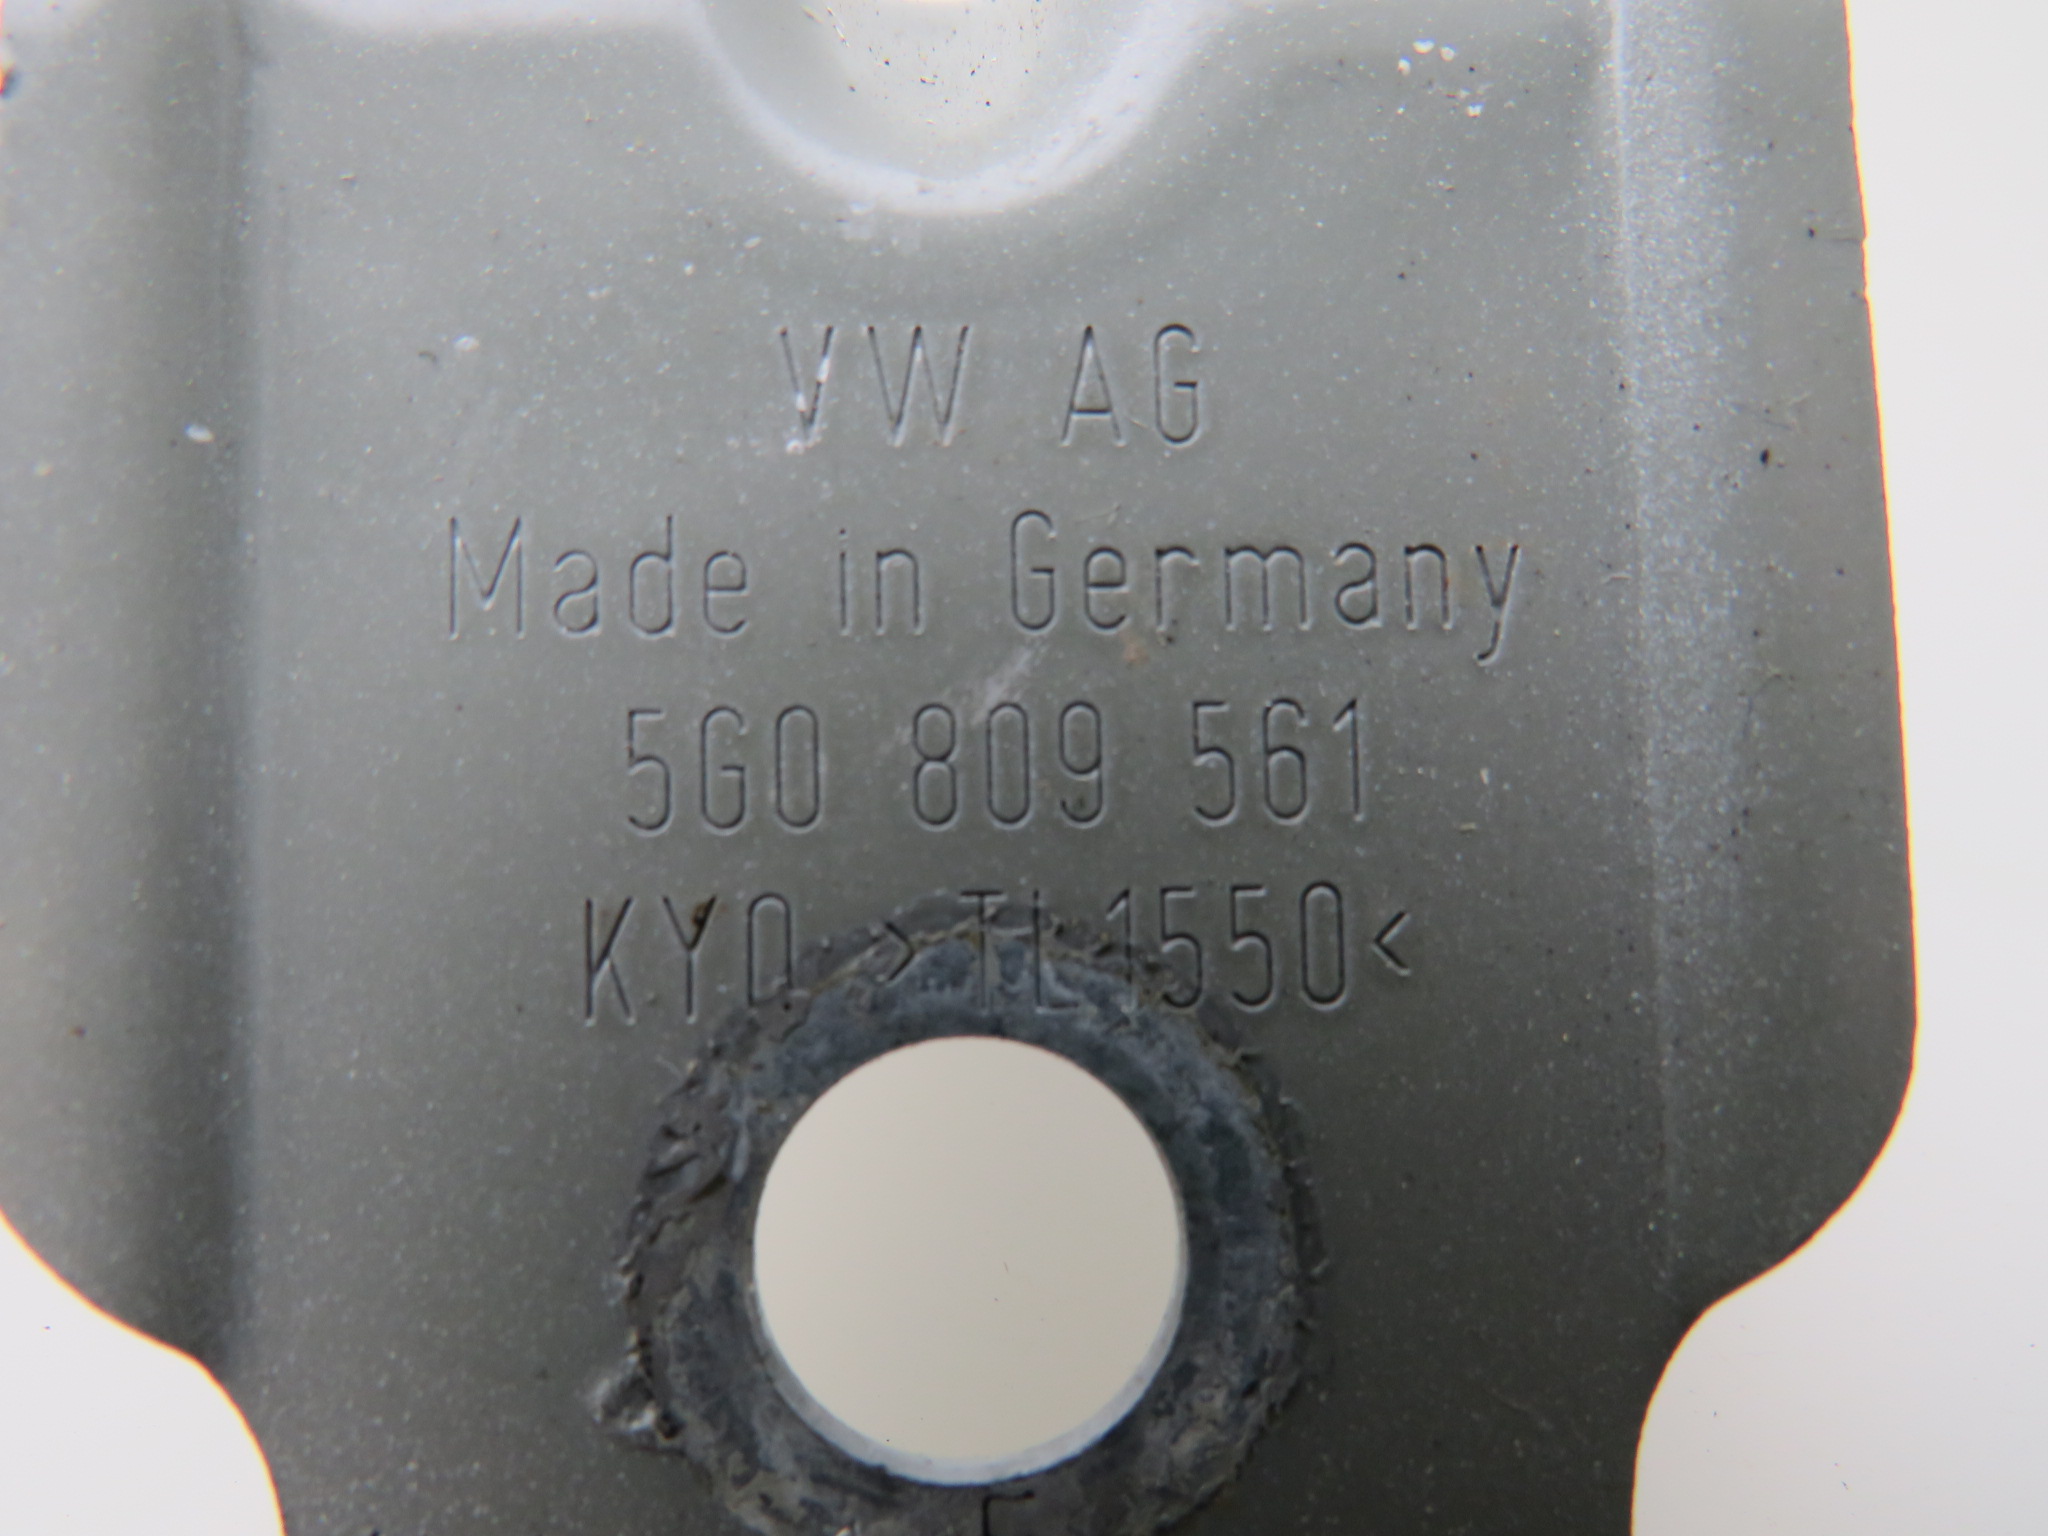 VW AG
Made in Germany
5G0 809 561
KYO >TL1550<